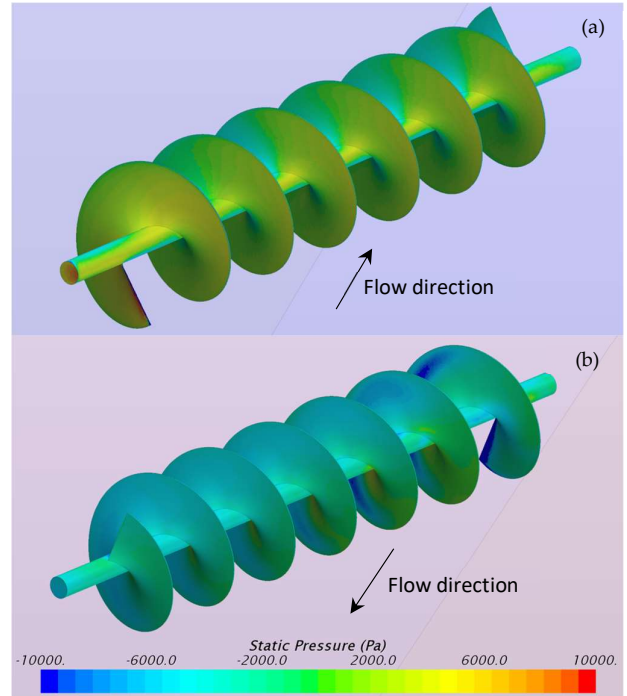 (a)
Flow direction
(b)
Flow direction
Static Pressure (Pa)
-10000. -6000.0 -2000.0 2000.0 6000.0 10000.